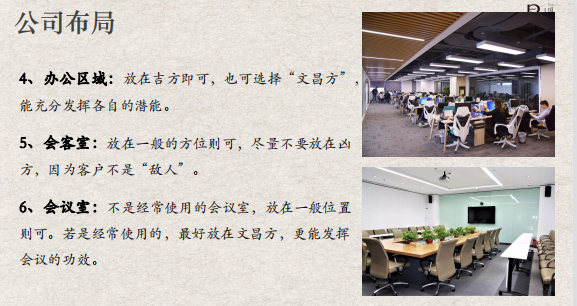 公司布局
4、办公区域：放在吉方即可，也可选择“文昌方”，
能充分发挥各自的潜能。
5、会客室：放在一般的方位则可，尽量不要放在凶
方，因为客户不是“敌人”。
6、会议室：不是经常使用的会议室，放在一般位置
则可。若是经常使用的，最好放在文昌方，更能发挥
会议的功效。